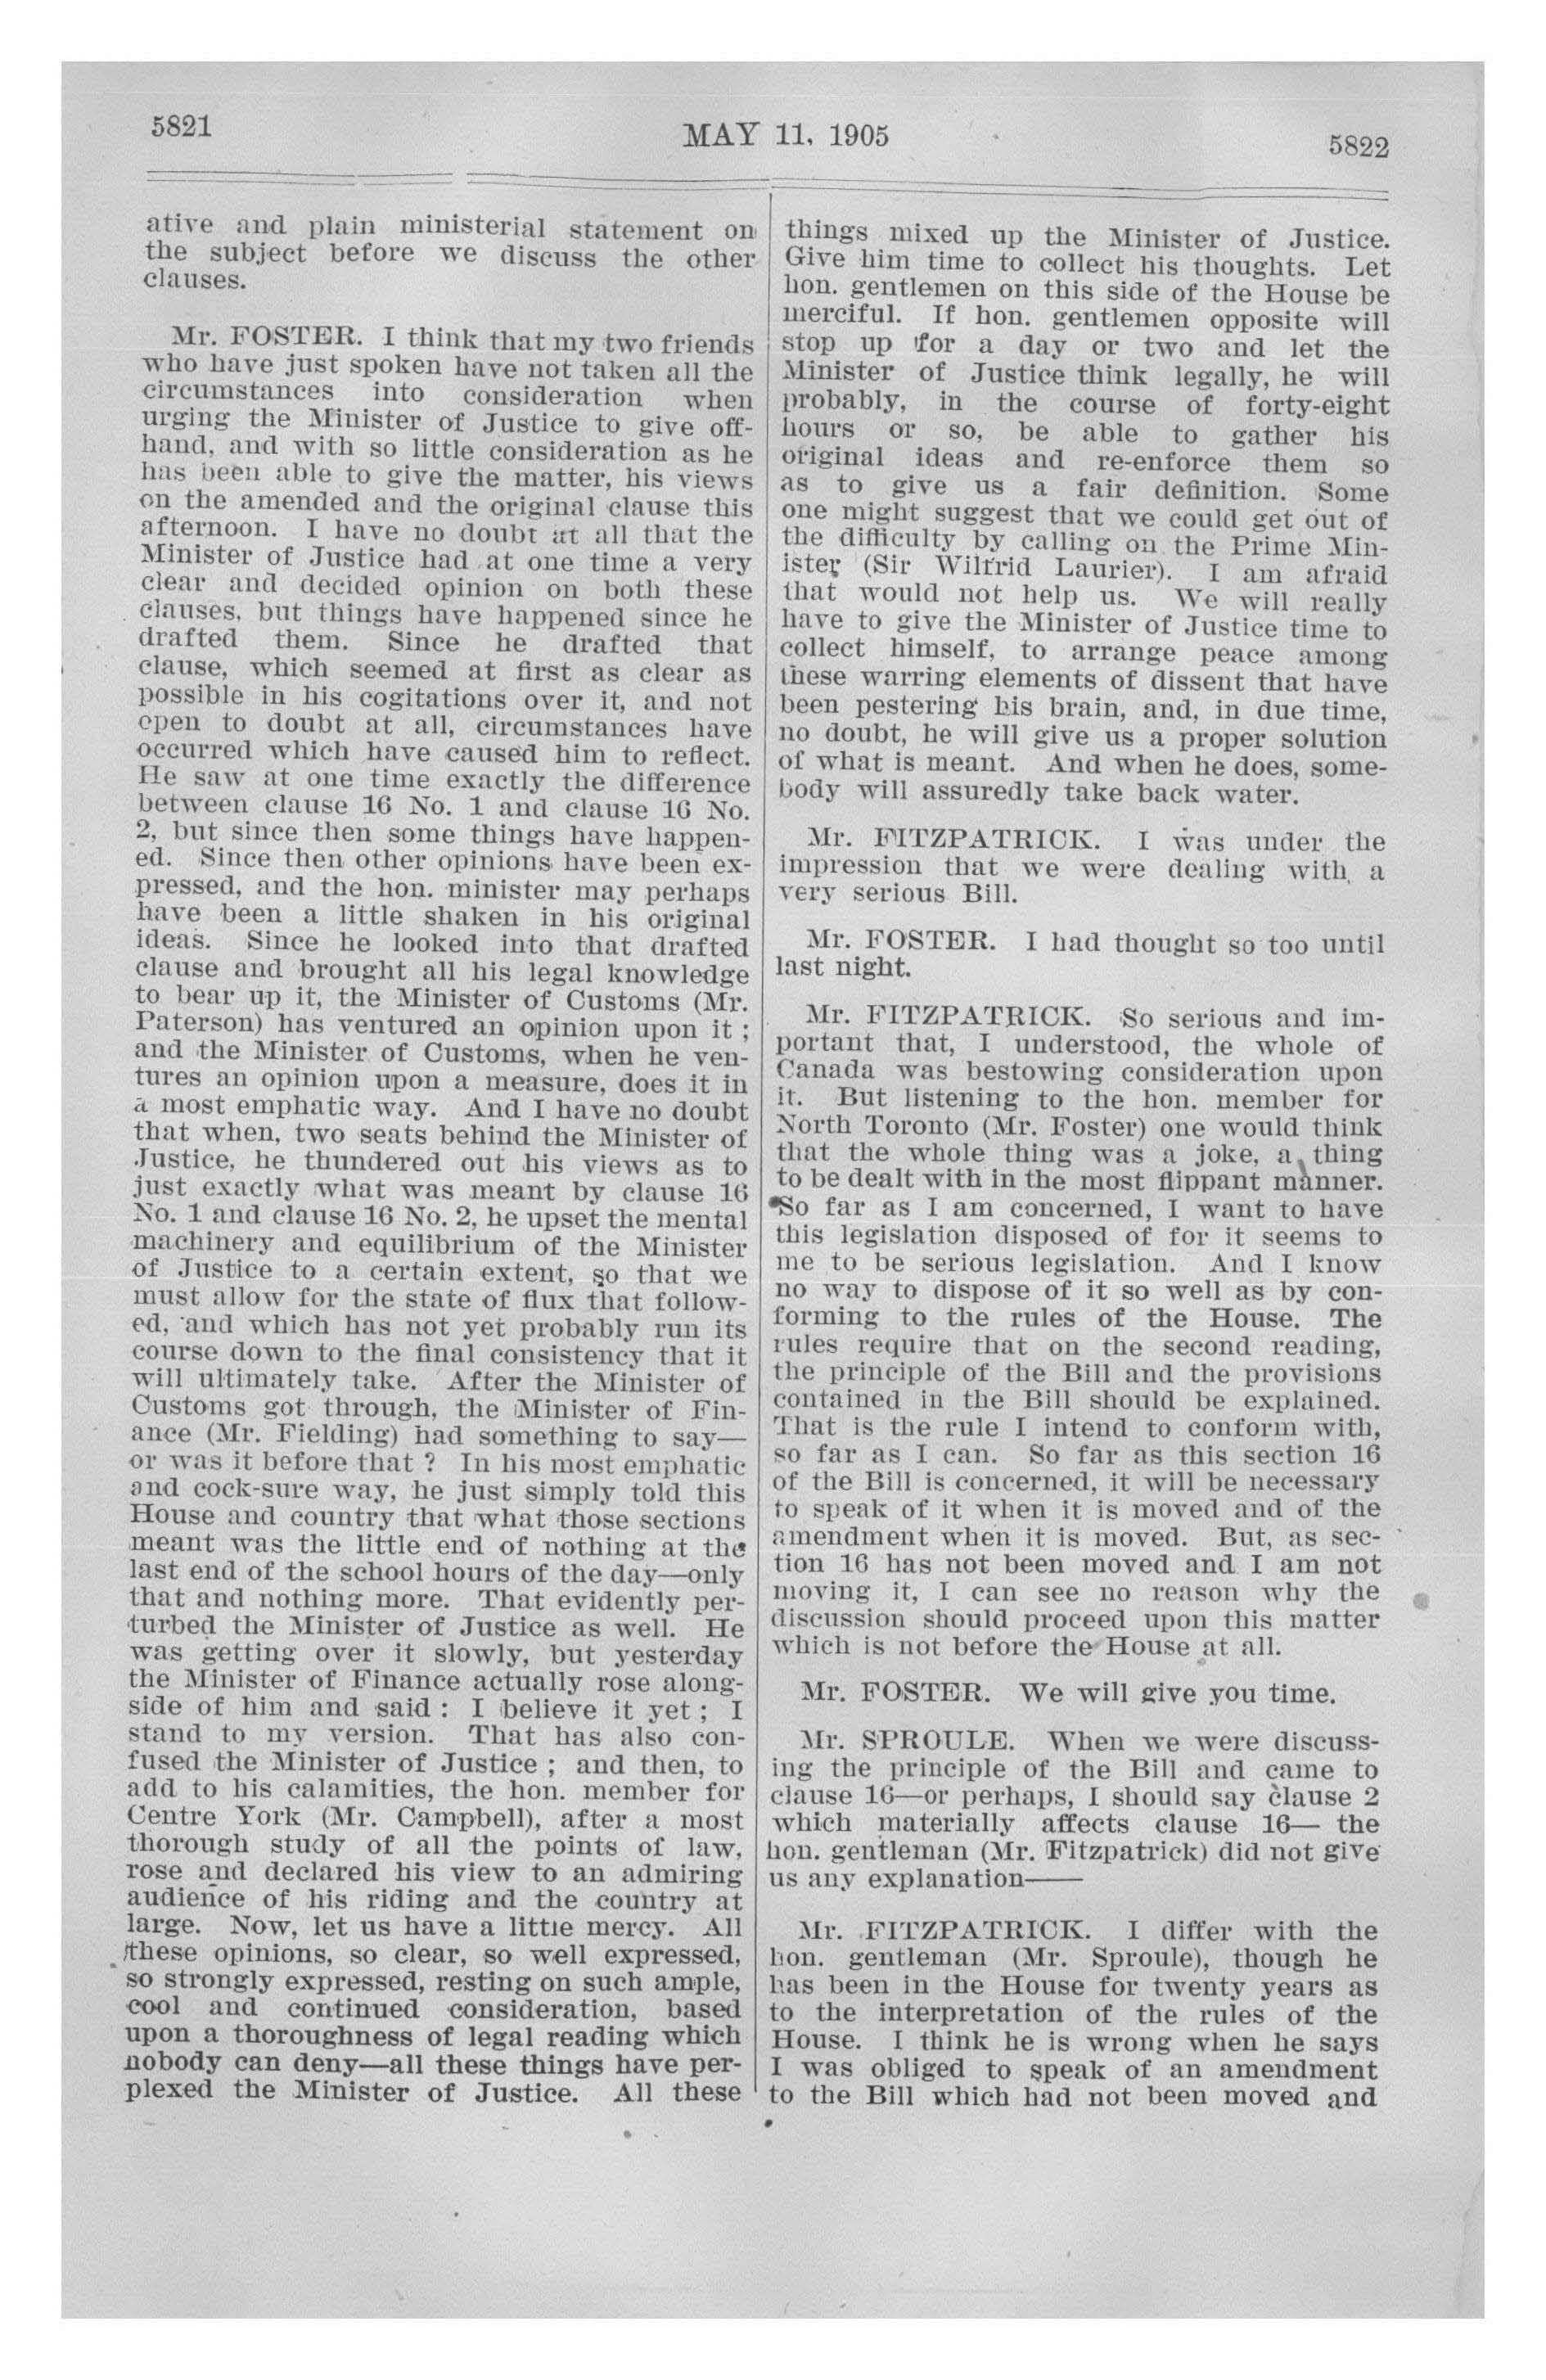 5821
MAY 11, 1905
5822
ative and plain ministerial statement on
the subject before we discuss the other
clauses.
Mr. FOSTER. I think that my two friends
who have just spoken have not taken all the
circumstances into consideration when
urging the Minister of Justice to give off-
hand, and with so little consideration as he
has been able to give the matter, his views
on the amended and the original clause this
afternoon. I have no doubt at all that the
Minister of Justice had at one time a very
clear and decided opinion on both these
clauses, but things have happened since he
drafted them. Since he drafted that
clause, which seemed at first as clear as
possible in his cogitations over it, and not
open to doubt at all, circumstances have
occurred which have caused him to reflect.
He saw at one time exactly the difference
between clause 16 No. 1 and clause 16 No.
2, but since then some things have happen-
ed. Since then other opinions have been ex-
pressed, and the hon. minister may perhaps
have been a little shaken in his original
ideas. Since he looked into that drafted
clause and brought all his legal knowledge
to bear up it, the Minister of Customs (Mr.
Paterson) has ventured an opinion upon it ;
and the Minister of Customs, when he ven-
tures an opinion upon a measure, does it in
a most emphatic way. And I have no doubt
that when, two seats behind the Minister of
Justice, he thundered out his views as to
just exactly what was meant by clause 16
No. 1 and clause 16 No. 2, he upset the mental
machinery and equilibrium of the Minister
of Justice to a certain extent, so that we
must allow for the state of flux that follow-
ed, and which has not yet probably run its
course down to the final consistency that it
will ultimately take. After the Minister of
Customs got through, the Minister of Fin-
ance (Mr. Fielding) had something to say—
or was it before that ? In his most emphatic
and cock-sure way, he just simply told this
House and country that what those sections
meant was the little end of nothing at the
last end of the school hours of the day—only
that and nothing more. That evidently per-
turbed the Minister of Justice as well. He
was getting over it slowly, but yesterday
the Minister of Finance actually rose along-
side of him and said : I believe it yet ; I
stand to my version. That has also con-
fused the Minister of Justice ; and then, to
add to his calamities, the hon. member for
Centre York (Mr. Campbell), after a most
thorough study of all the points of law,
rose and declared his view to an admiring
audience of his riding and the country at
large. Now, let us have a little mercy. All
these opinions, so clear, so well expressed,
so strongly expressed, resting on such ample,
cool and continued consideration, based
upon a thoroughness of legal reading which
nobody can deny—all these things have per-
plexed the Minister of Justice. All these
things mixed up the Minister of Justice.
Give him time to collect his thoughts. Let
hon. gentlemen on this side of the House be
merciful. If hon. gentlemen opposite will
stop up for a day or two and let the
Minister of Justice think legally, he will
probably, in the course of forty-eight
hours or so, be able to gather his
original ideas and re-enforce them so
as to give us a fair definition. Some
one might suggest that we could get out of
the difficulty by calling on the Prime Min-
ister (Sir Wilfrid Laurier). I am afraid
that would not help us. We will really
have to give the Minister of Justice time to
collect himself, to arrange peace among
these warring elements of dissent that have
been pestering his brain, and, in due time,
no doubt, he will give us a proper solution
of what is meant. And when he does, some-
body will assuredly take back water.
Mr. FITZPATRICK. I was under the
impression that we were dealing with a
very serious Bill.
Mr. FOSTER. I had thought so too until
last night.
Mr. FITZPATRICK. So serious and im-
portant that, I understood, the whole of
Canada was bestowing consideration upon
it. But listening to the hon. member for
North Toronto (Mr. Foster) one would think
that the whole thing was a joke, a thing
to be dealt with in the most flippant manner.
So far as I am concerned, I want to have
this legislation disposed of for it seems to
me to be serious legislation. And I know
no way to dispose of it so well as by con-
forming to the rules of the House. The
rules require that on the second reading,
the principle of the Bill and the provisions
contained in the Bill should be explained.
That is the rule I intend to conform with,
so far as I can. So far as this section 16
of the Bill is concerned, it will be necessary
to speak of it when it is moved and of the
amendment when it is moved. But, as sec-
tion 16 has not been moved and I am not
moving it, I can see no reason why the
discussion should proceed upon this matter
which is not before the House at all.
Mr. FOSTER. We will give you time.
Mr. SPROULE. When we were discuss-
ing the principle of the Bill and came to
clause 16—or perhaps, I should say clause 2
which materially affects clause 16— the
hon. gentleman (Mr. Fitzpatrick) did not give
us any explanation——
Mr. FITZPATRICK. I differ with the
hon. gentleman (Mr. Sproule), though he
has been in the House for twenty years as
to the interpretation of the rules of the
House. I think he is wrong when he says
I was obliged to speak of an amendment
to the Bill which had not been moved and